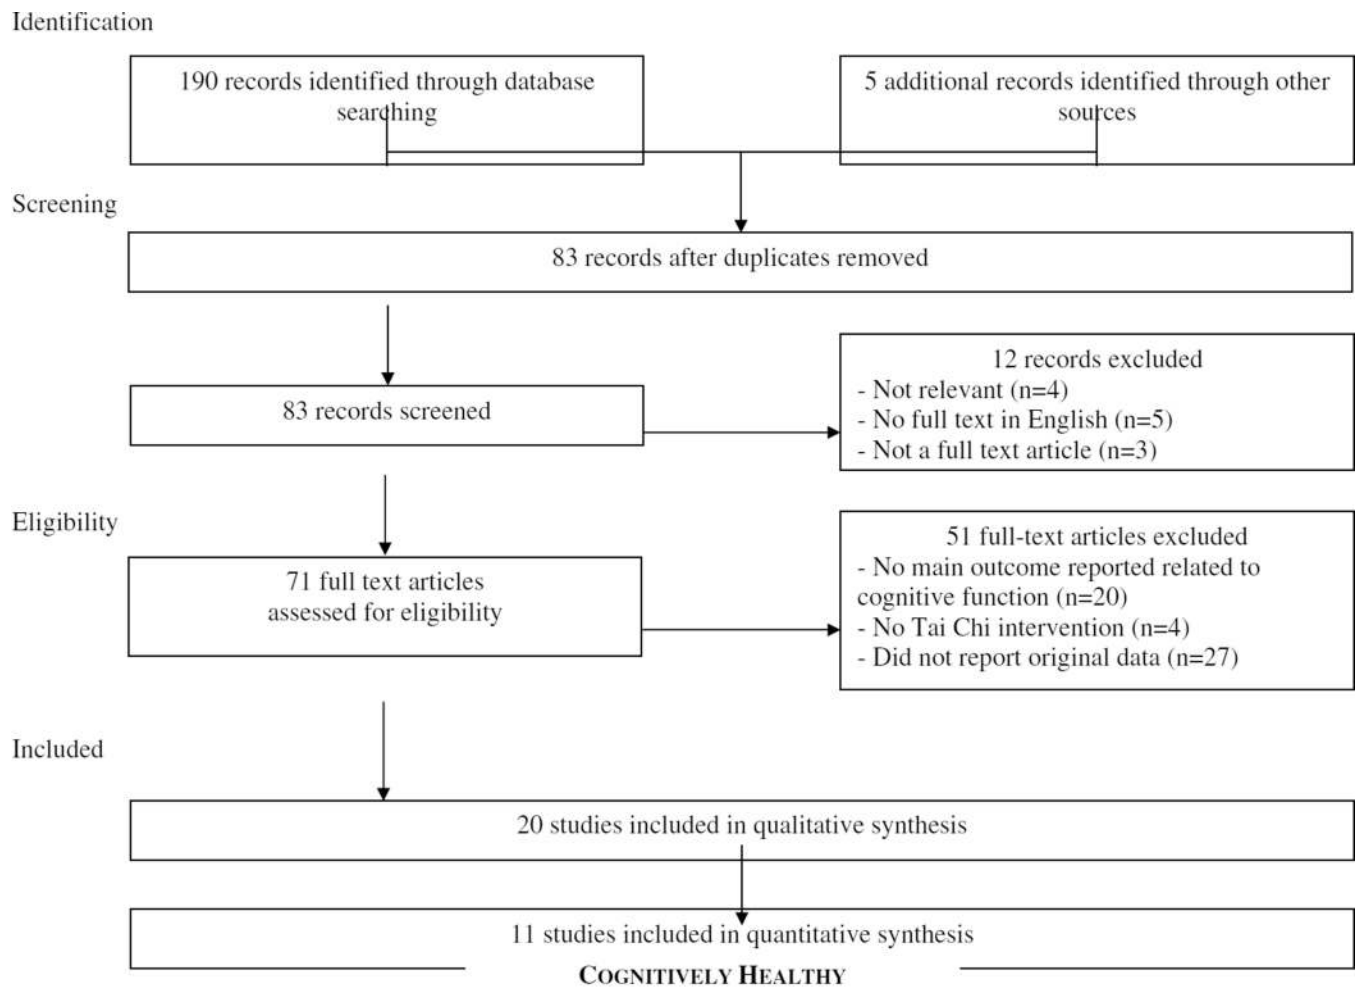 Identification
190 records identified through database
searching
5 additional records identified through other
sources
Screening
83 records after duplicates removed
83 records screened
12 records excluded
- Not relevant (n=4)
- No full text in English (n=5)
- Not a full text article (n=3)
Eligibility
71 full text articles
assessed for eligibility
51 full-text articles excluded
- No main outcome reported related to
cognitive function (n=20)
- No Tai Chi intervention (n=4)
- Did not report original data (n=27)
Included
20 studies included in qualitative synthesis
11 studies included in quantitative synthesis
COGNITIVELY HEALTHY